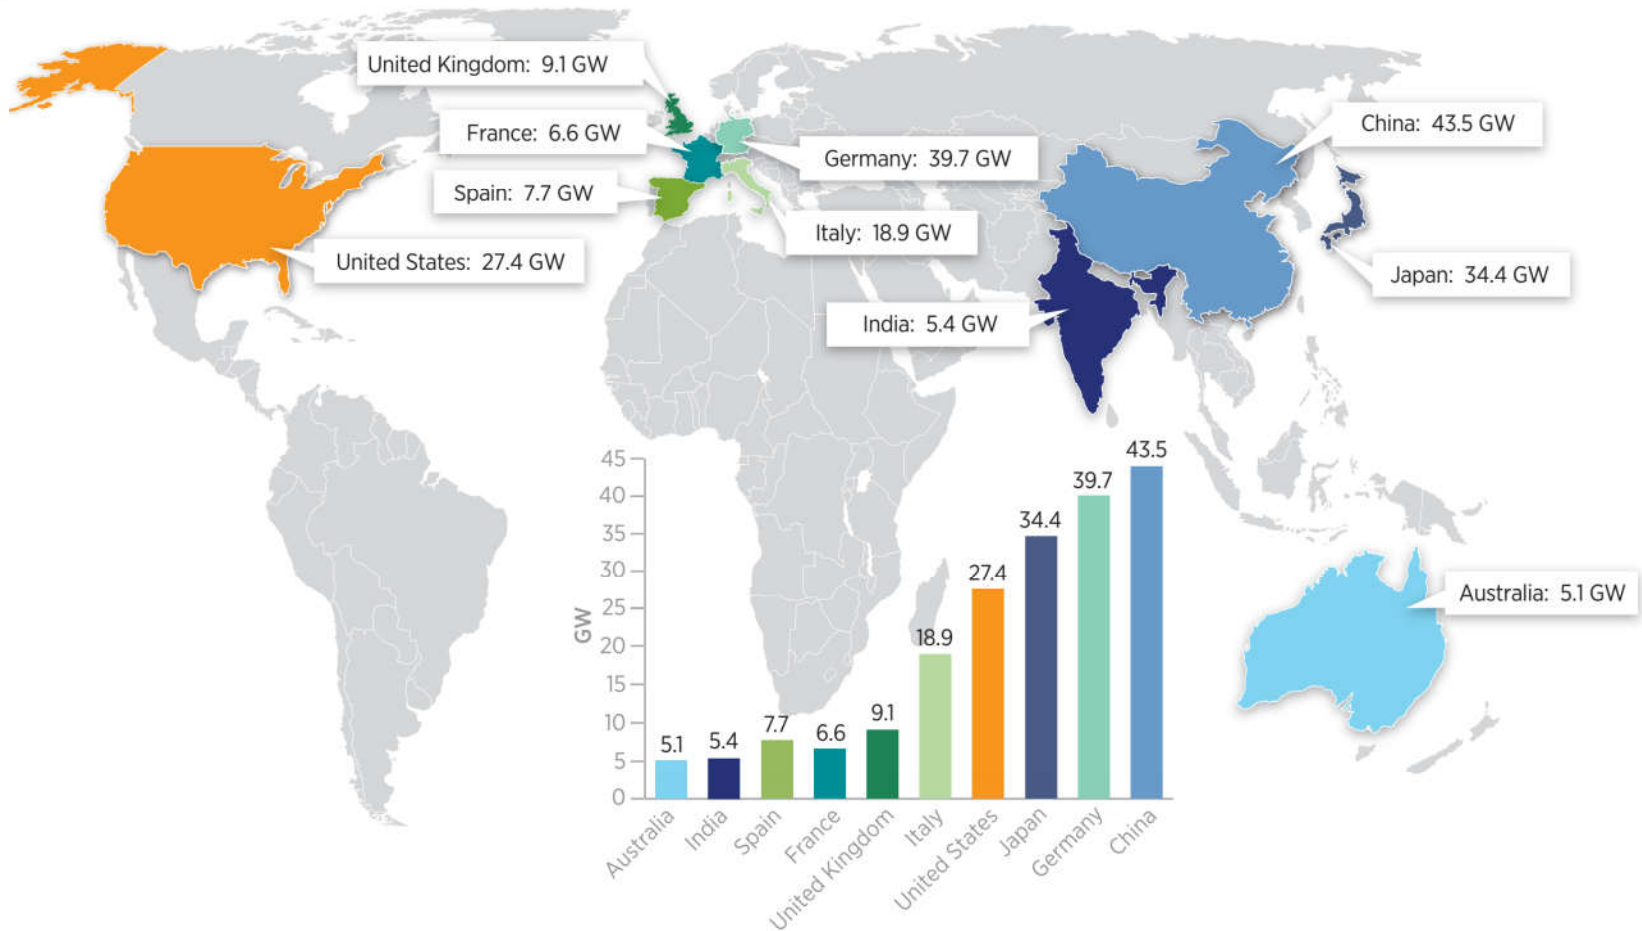 United Kingdom: 9.1 GW
France: 6.6 GW
Spain: 7.7 GW
United States: 27.4 GW
Germany: 39.7 GW
Italy: 18.9 GW
India: 5.4 GW
China: 43.5 GW
Japan: 34.4 GW
Australia: 5.1 GW
GW
45
40
35
30
25
20
15
10
5
0
5.1
5.4
7.7
6.6
9.1
18.9
27.4
34.4
39.7
43.5
Australia
India
Spain
France
United Kingdom
Italy
United States
Japan
Germany
China